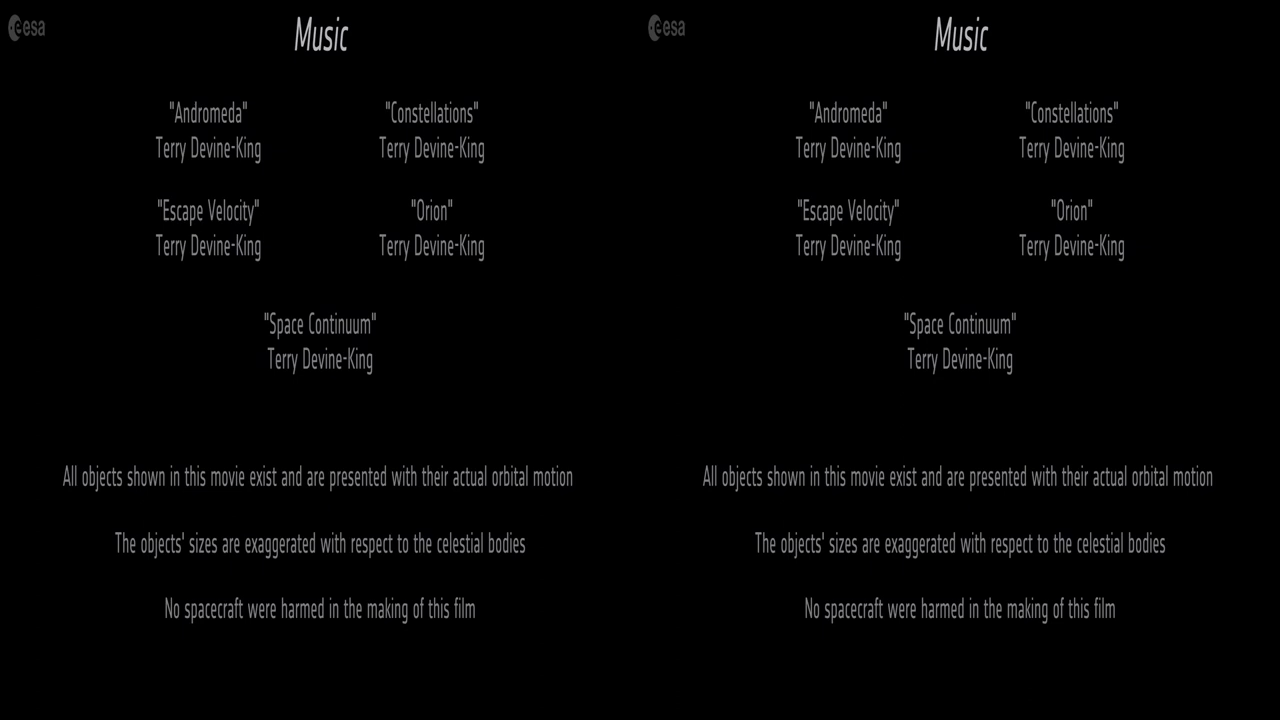 esa
Music
"Andromeda"
Terry Devine-King
"Constellations"
Terry Devine-King
"Escape Velocity"
Terry Devine-King
"Orion"
Terry Devine-King
"Space Continuum"
Terry Devine-King
All objects shown in this movie exist and are presented with their actual orbital motion
The objects' sizes are exaggerated with respect to the celestial bodies
No spacecraft were harmed in the making of this film
esa
Music
"Andromeda"
Terry Devine-King
"Constellations"
Terry Devine-King
"Escape Velocity"
Terry Devine-King
"Orion"
Terry Devine-King
"Space Continuum"
Terry Devine-King
All objects shown in this movie exist and are presented with their actual orbital motion
The objects' sizes are exaggerated with respect to the celestial bodies
No spacecraft were harmed in the making of this film